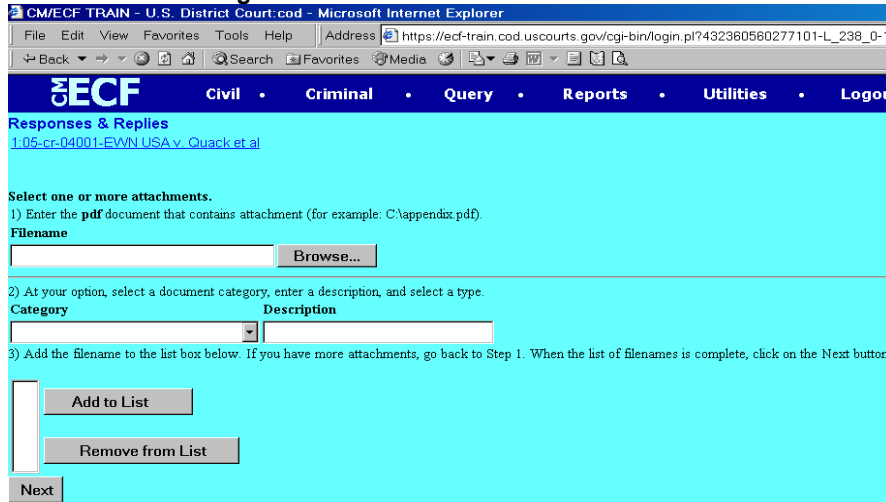 CM/ECF TRAIN - U.S. District Court:cod - Microsoft Internet Explorer
File Edit View Favorites Tools Help Address https://ecf-train.cod.uscourts.gov/cgi-bin/login.pl?432360560277101-L_238_0-1
Back Search Favorites Media
CM ECF Civil • Criminal • Query • Reports • Utilities • Logou
Responses & Replies
1:05-cr-04001-EWN USA v. Quack et al
Select one or more attachments.
1) Enter the pdf document that contains attachment (for example: C:\appendix.pdf).
Filename
Browse...
2) At your option, select a document category, enter a description, and select a type.
Category Description
3) Add the filename to the list box below. If you have more attachments, go back to Step 1. When the list of filenames is complete, click on the Next button
Add to List
Remove from List
Next